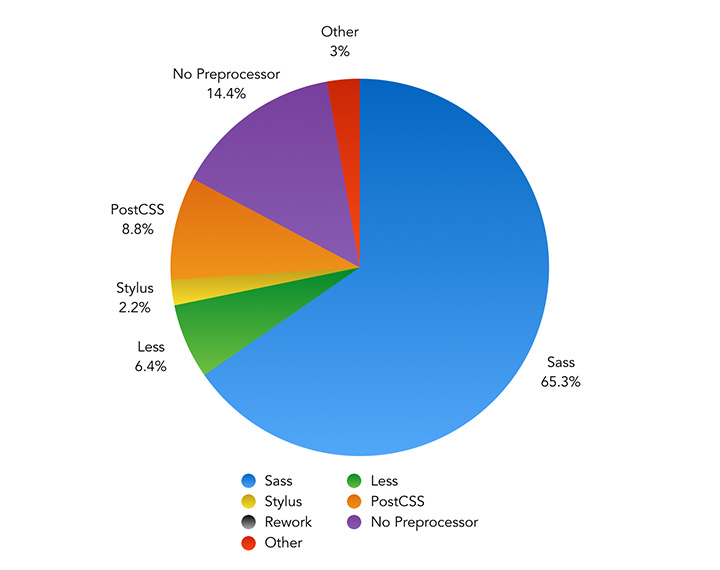 Other
3%
No Preprocessor
14.4%
PostCSS
8.8%
Stylus
2.2%
Less
6.4%
Sass
65.3%
Sass
Less
Stylus
PostCSS
Rework
No Preprocessor
Other